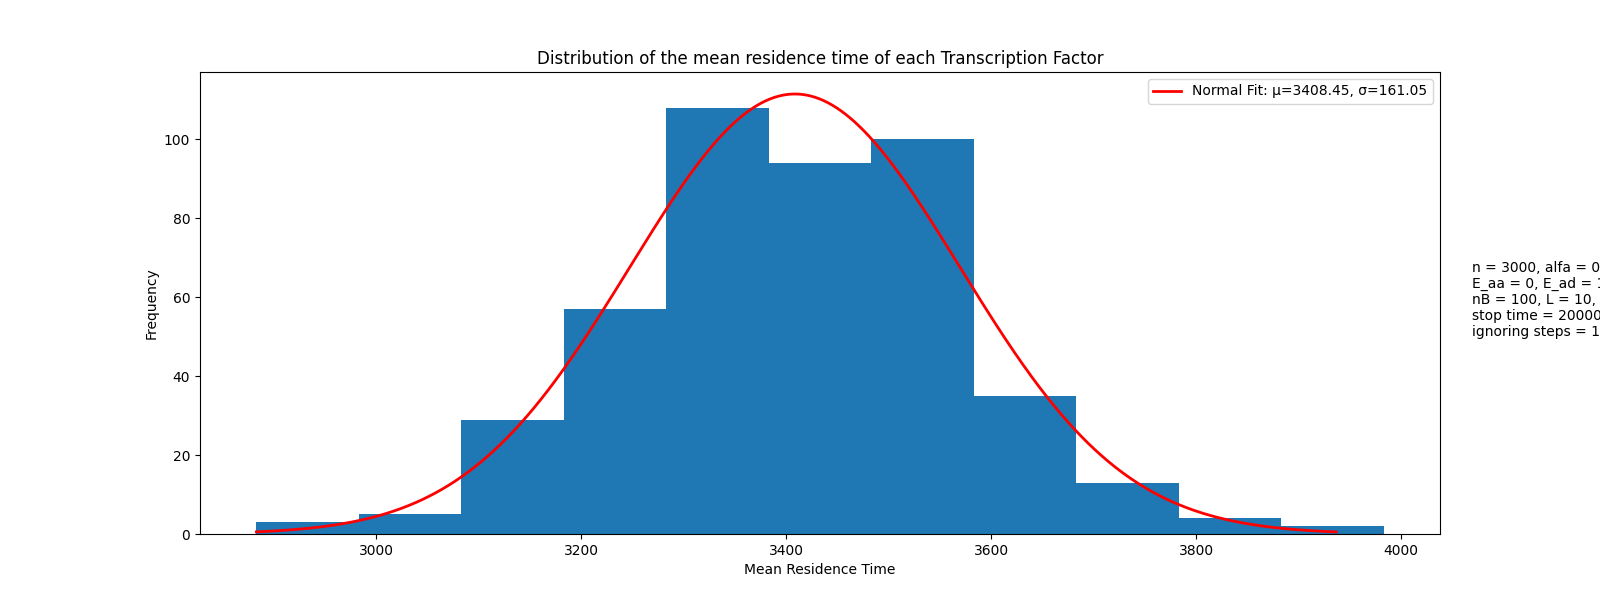 Distribution of the mean residence time of each Transcription Factor
Normal Fit: μ=3408.45, σ=161.05
Frequency
100
80
60
40
20
0
3000
3200
3400
3600
3800
4000
Mean Residence Time
n = 3000, alfa = 0
E_aa = 0, E_ad = 1
nB = 100, L = 10,
stop time = 20000
ignoring steps = 1